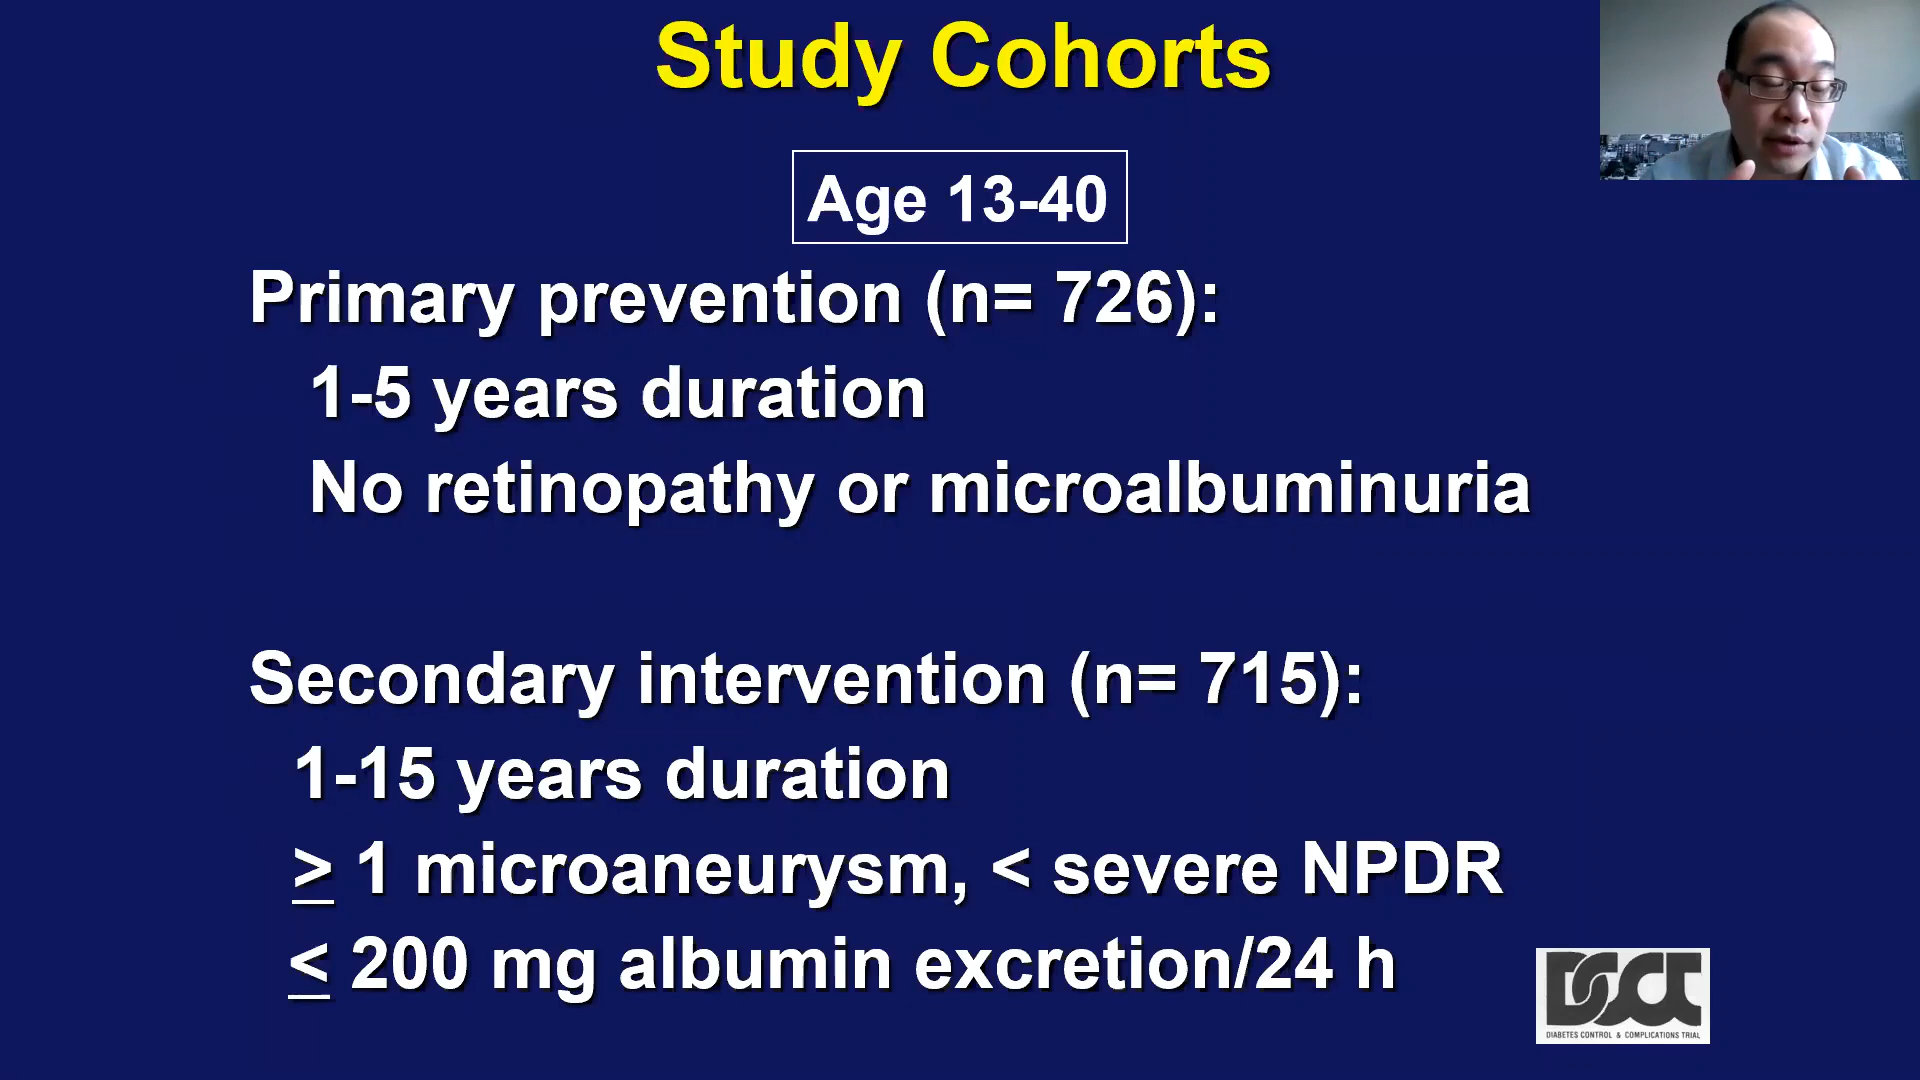 Study Cohorts
Age 13-40
Primary prevention (n= 726):
1-5 years duration
No retinopathy or microalbuminuria
Secondary intervention (n= 715):
1-15 years duration
≥ 1 microaneurysm, < severe NPDR
≤ 200 mg albumin excretion/24 h
DCCT
DIABETES CONTROL & COMPLICATIONS TRIAL